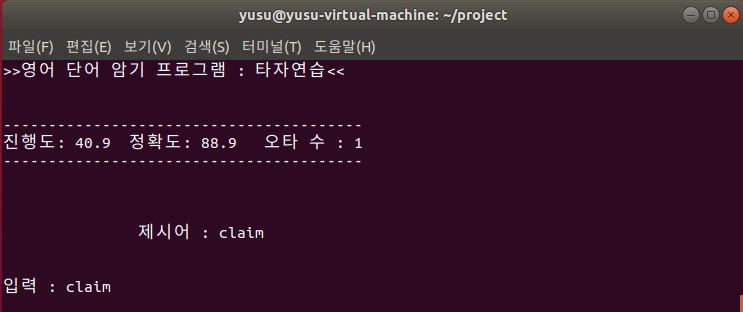 yusu@yusu-virtual-machine: ~/project
파일(F) 편집(E) 보기(V) 검색(S) 터미널(T) 도움말(H)
>>영어 단어 암기 프로그램 : 타자연습<<
----------------------------------------
진행도: 40.9 정확도: 88.9 오타 수 : 1
----------------------------------------
제시어 : claim
입력 : claim